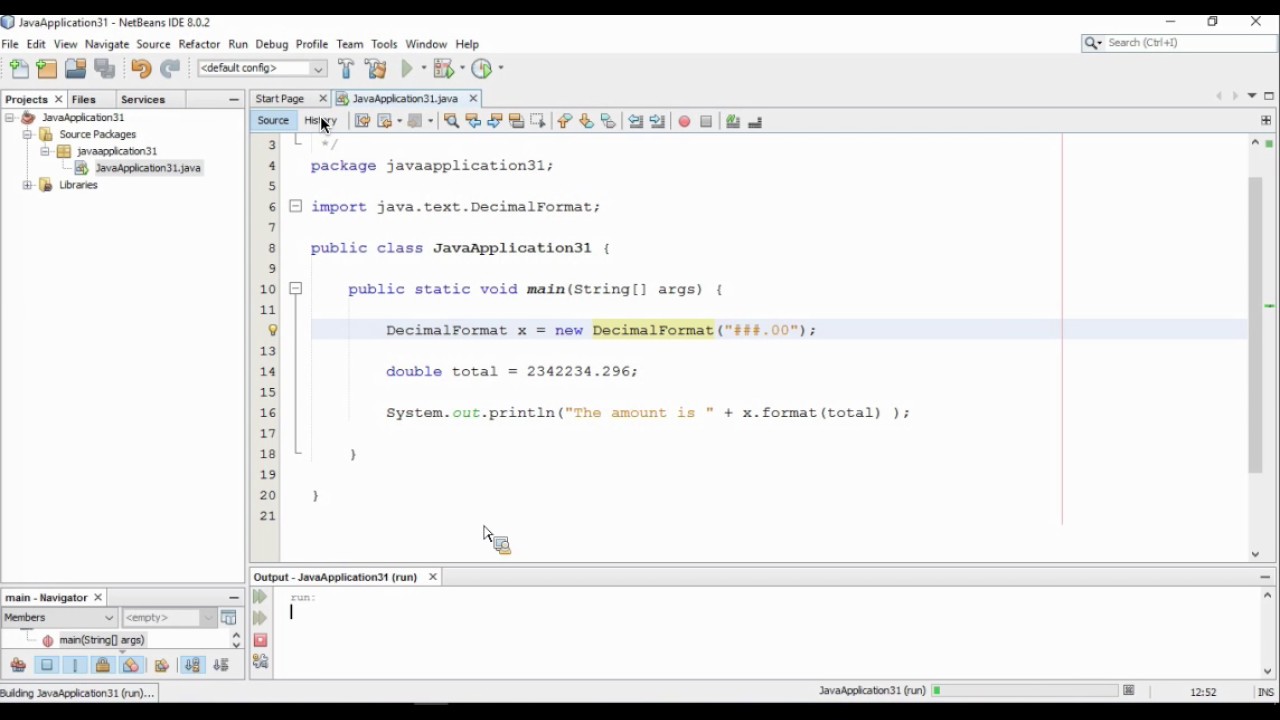 JavaApplication31 - NetBeans IDE 8.0.2
File Edit View Navigate Source Refactor Run Debug Profile Team Tools Window Help
Search (Ctrl+I)
<default config>
Projects Files Services
Start Page JavaApplication31.java
JavaApplication31
Source Packages
javaapplication31
JavaApplication31.java
Libraries
Source History
3 */
4 package javaapplication31;
5
6 import java.text.DecimalFormat;
7
8 public class JavaApplication31 {
9
10 public static void main(String[] args) {
11
DecimalFormat x = new DecimalFormat("###.00");
13
14 double total = 2342234.296;
15
16 System.out.println("The amount is " + x.format(total) );
17
18 }
19
20 }
21
Output - JavaApplication31 (run)
run:
main - Navigator
Members <empty>
main(String[] args)
Building JavaApplication31 (run)...
JavaApplication31 (run)
12:52 INS